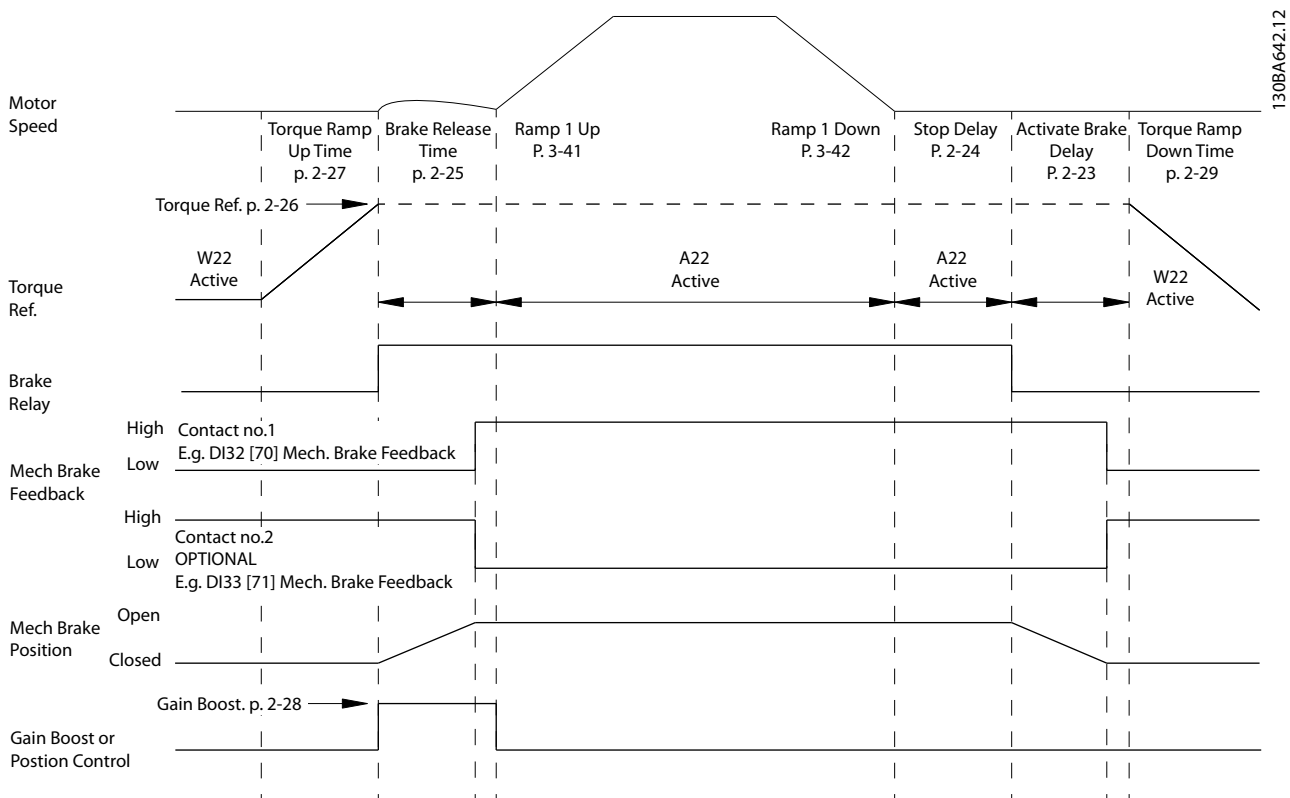 130BA642.12
Motor
Speed
Torque Ramp
Up Time
p. 2-27
Brake Release
Time
p. 2-25
Ramp 1 Up
P. 3-41
Ramp 1 Down
P. 3-42
Stop Delay
P. 2-24
Activate Brake
Delay
P. 2-23
Torque Ramp
Down Time
p. 2-29
Torque Ref. p. 2-26
W22
Active
A22
Active
A22
Active
W22
Active
Torque
Ref.
Brake
Relay
High
Contact no.1
E.g. DI32 [70] Mech. Brake Feedback
Low
Mech Brake
Feedback
High
Contact no.2
Low
OPTIONAL
E.g. DI33 [71] Mech. Brake Feedback
Open
Mech Brake
Position
Closed
Gain Boost. p. 2-28
Gain Boost or
Postion Control